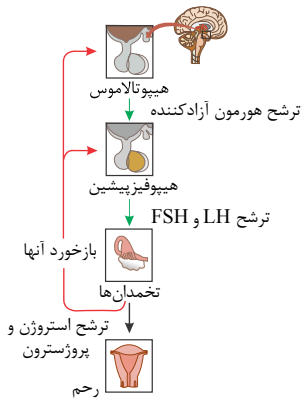 هیپوتالاموس
ترشح هورمون آزادکننده
هیپوفیزپیشین
ترشح LH و FSH
بازخورد آنها
تخمدان‌ها
ترشح استروژن و
پروژسترون
رحم